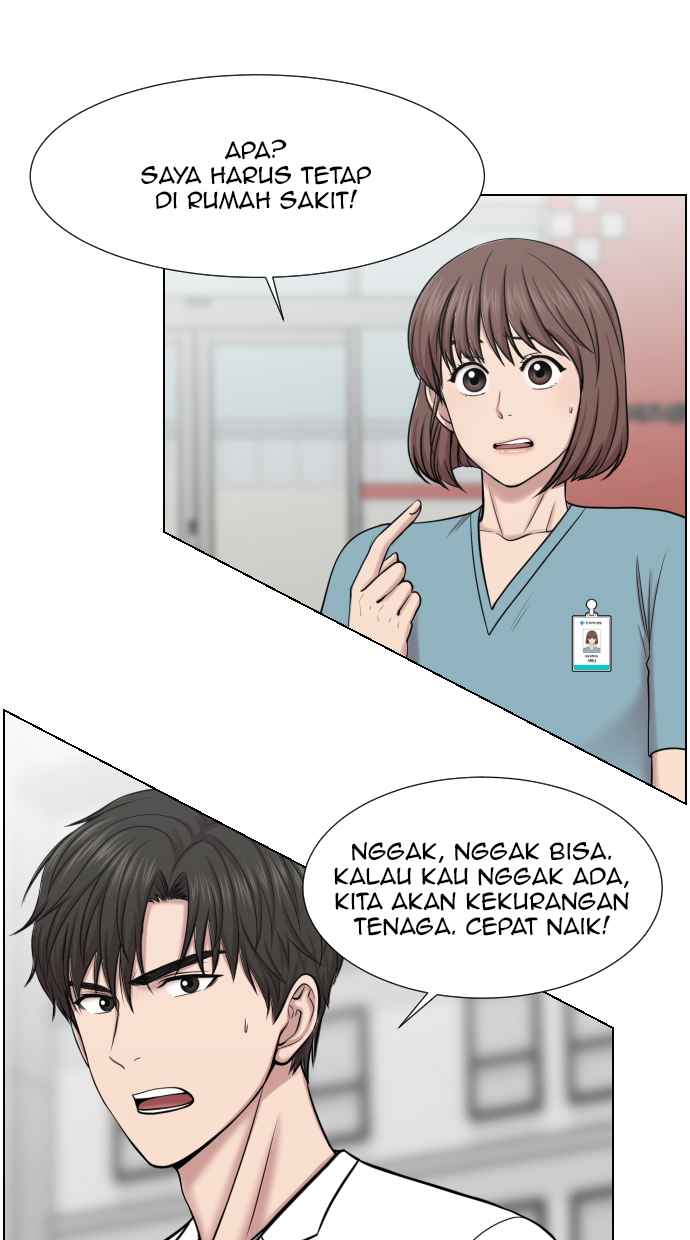 APA?
SAYA HARUS TETAP
DI RUMAH SAKIT!
NGGAK, NGGAK BISA.
KALAU KAU NGGAK ADA,
KITA AKAN KEKURANGAN
TENAGA. CEPAT NAIK!